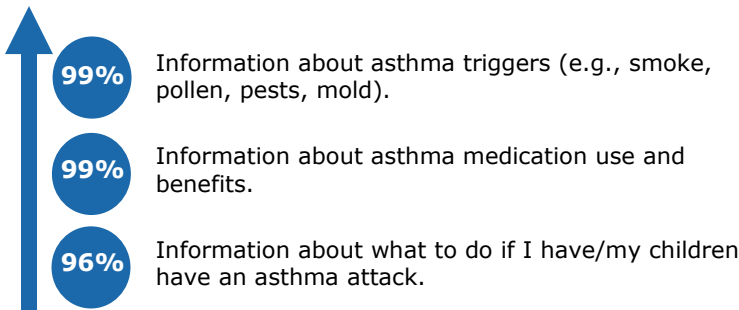 99%
Information about asthma triggers (e.g., smoke,
pollen, pests, mold).
99%
Information about asthma medication use and
benefits.
96%
Information about what to do if I have/my children
have an asthma attack.